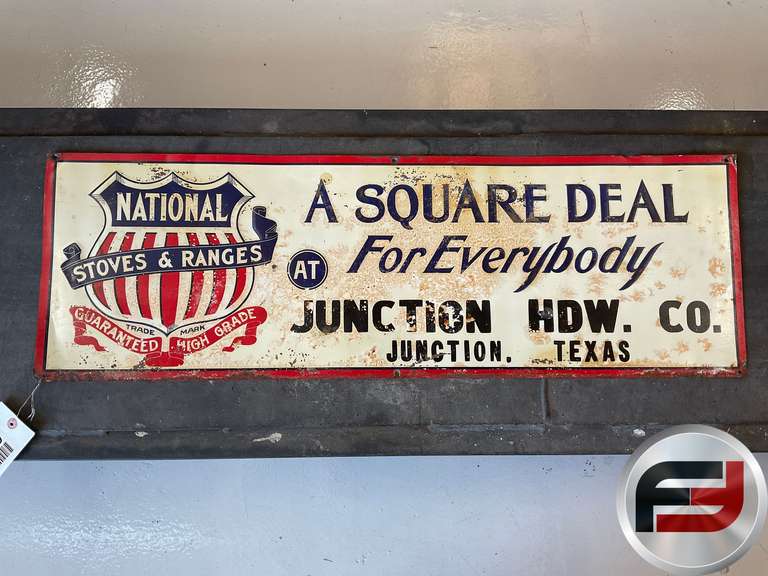 NATIONAL
STOVES & RANGES
GUARANTEED HIGH GRADE
TRADE MARK
A SQUARE DEAL
For Everybody
AT
JUNCTION HDW. CO.
JUNCTION, TEXAS